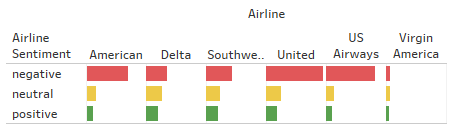 Airline
Airline Sentiment American Delta Southwe.. United US Airways Virgin America
negative
neutral
positive